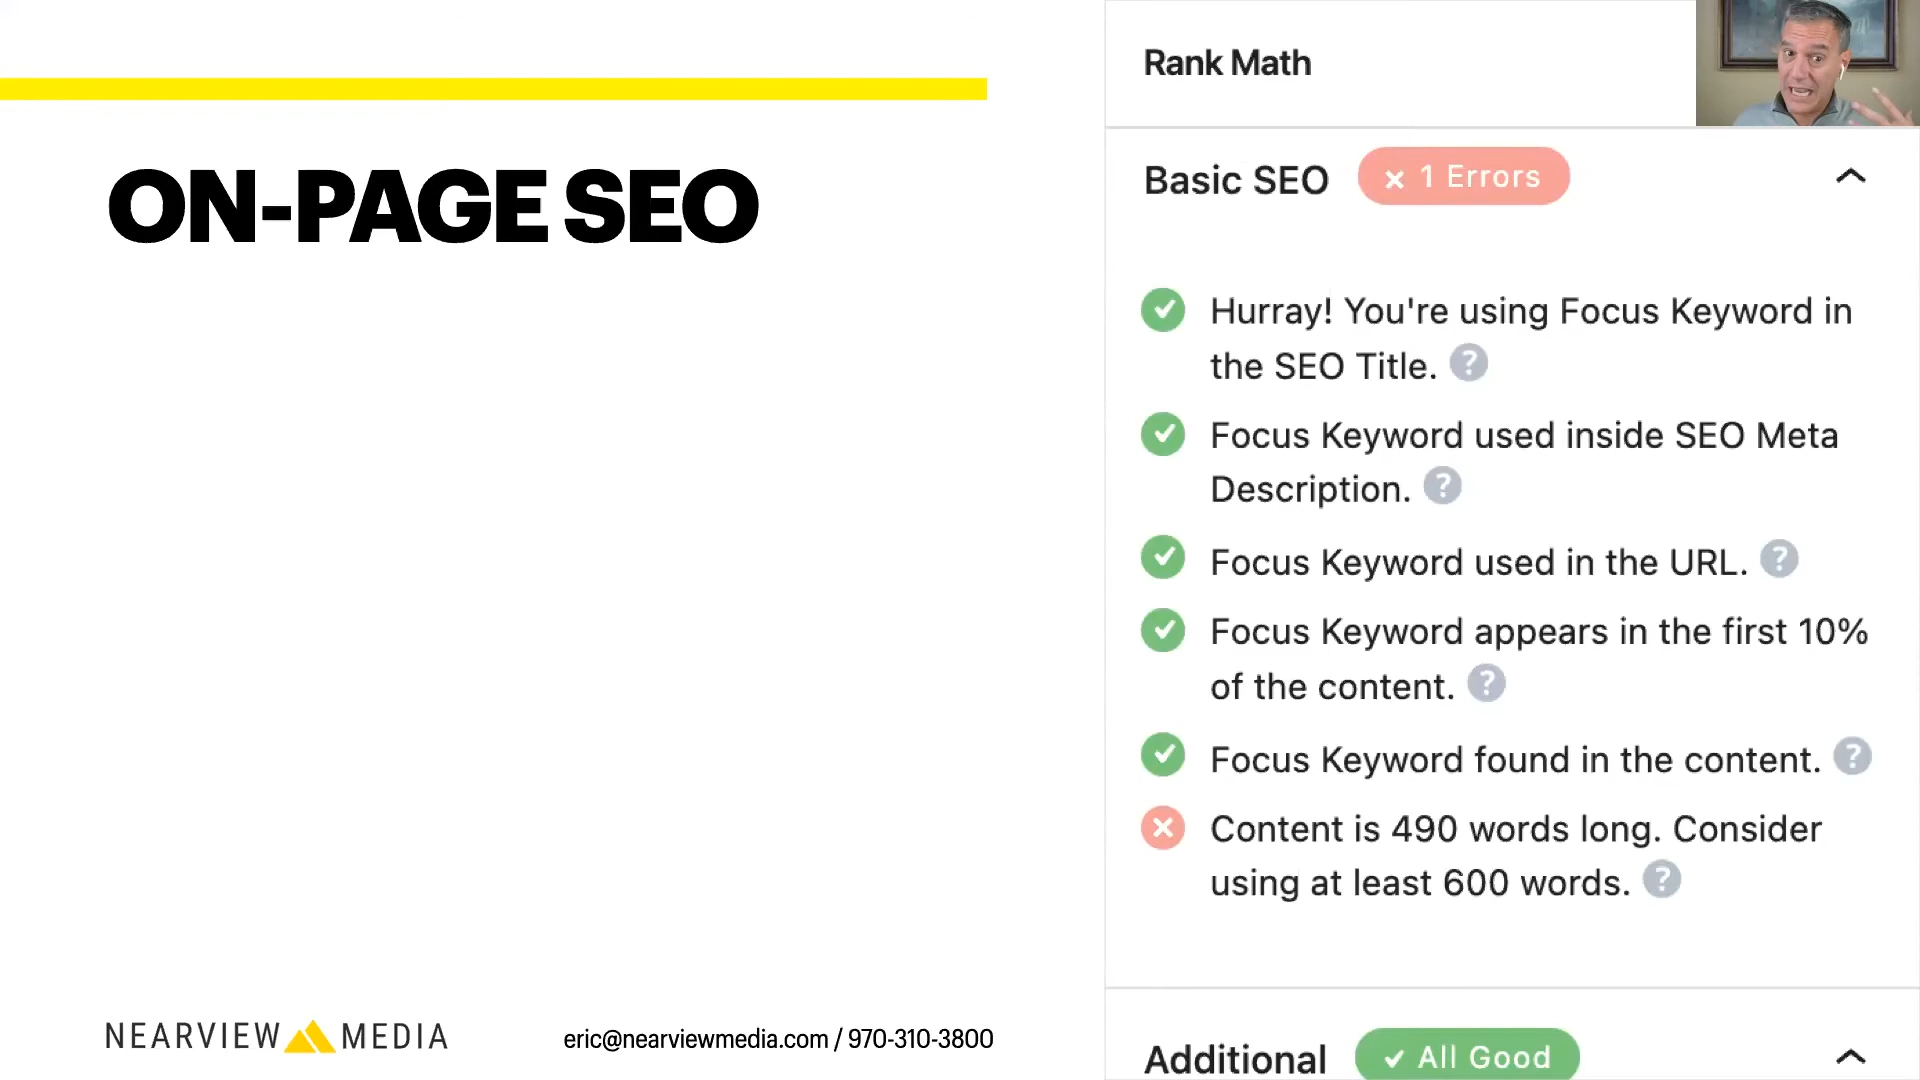 ON-PAGE SEO
NEARVIEW MEDIA
eric@nearviewmedia.com / 970-310-3800
Rank Math
Basic SEO
× 1 Errors
Hurray! You're using Focus Keyword in
the SEO Title. ?
Focus Keyword used inside SEO Meta
Description. ?
Focus Keyword used in the URL. ?
Focus Keyword appears in the first 10%
of the content. ?
Focus Keyword found in the content. ?
Content is 490 words long. Consider
using at least 600 words. ?
Additional
All Good